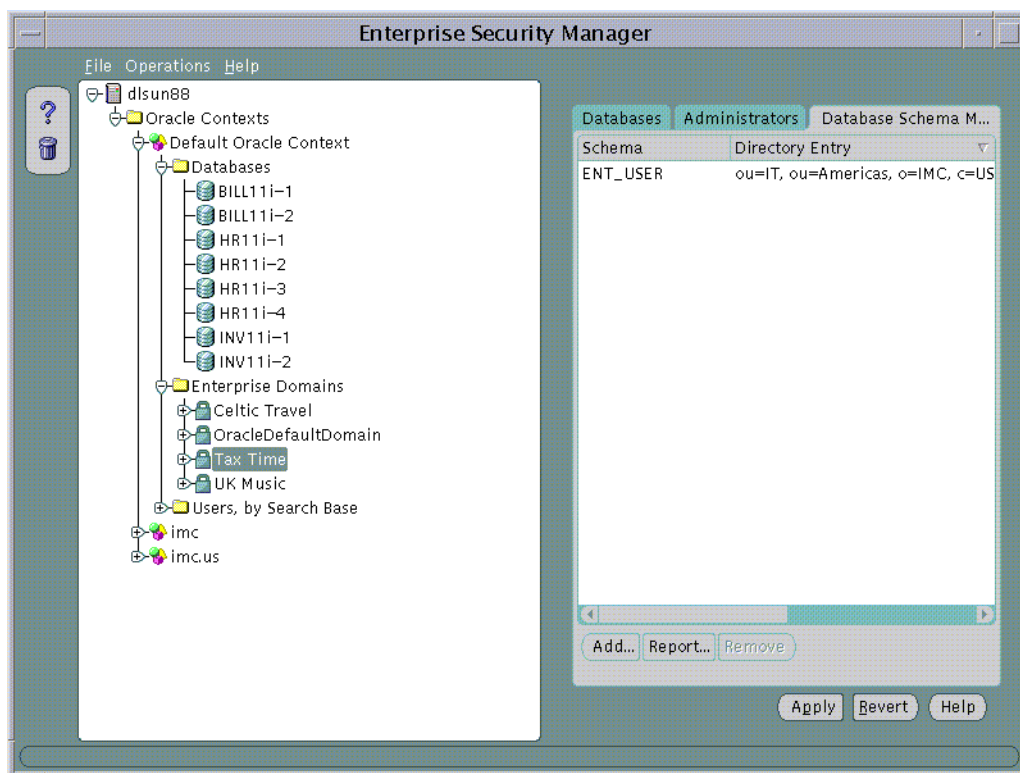 Enterprise Security Manager
File Operations Help
dlsun88
Oracle Contexts
Default Oracle Context
Databases
BILL11i-1
BILL11i-2
HR11i-1
HR11i-2
HR11i-3
HR11i-4
INV11i-1
INV11i-2
Enterprise Domains
Celtic Travel
OracleDefaultDomain
Tax Time
UK Music
Users, by Search Base
imc
imc.us
Databases Administrators Database Schema M...
Schema Directory Entry
ENT_USER ou=IT, ou=Americas, o=IMC, c=US
Add... Report... Remove
Apply Revert Help